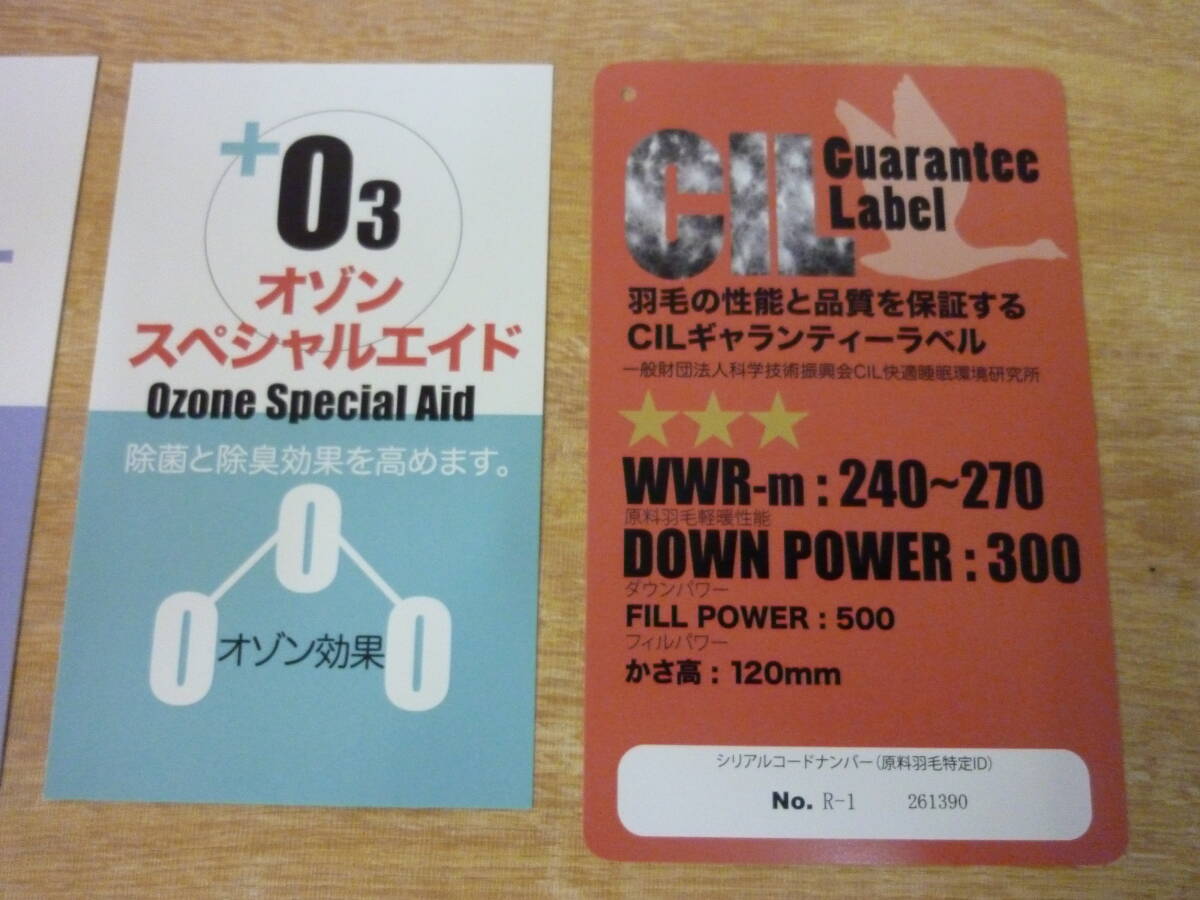 +O3
オゾン
スペシャルエイド
Ozone Special Aid
除菌と除臭効果を高めます。
O
O オゾン効果 O
CIL Guarantee
Label
羽毛の性能と品質を保証する
CILギャランティーラベル
一般財団法人科学技術振興会CIL快適睡眠環境研究所
★★★
WWR-m : 240~270
原料羽毛軽暖性能
DOWN POWER : 300
ダウンパワー
FILL POWER : 500
フィルパワー
かさ高 : 120mm
シリアルコードナンバー(原料羽毛特定ID)
No. R-1 261390